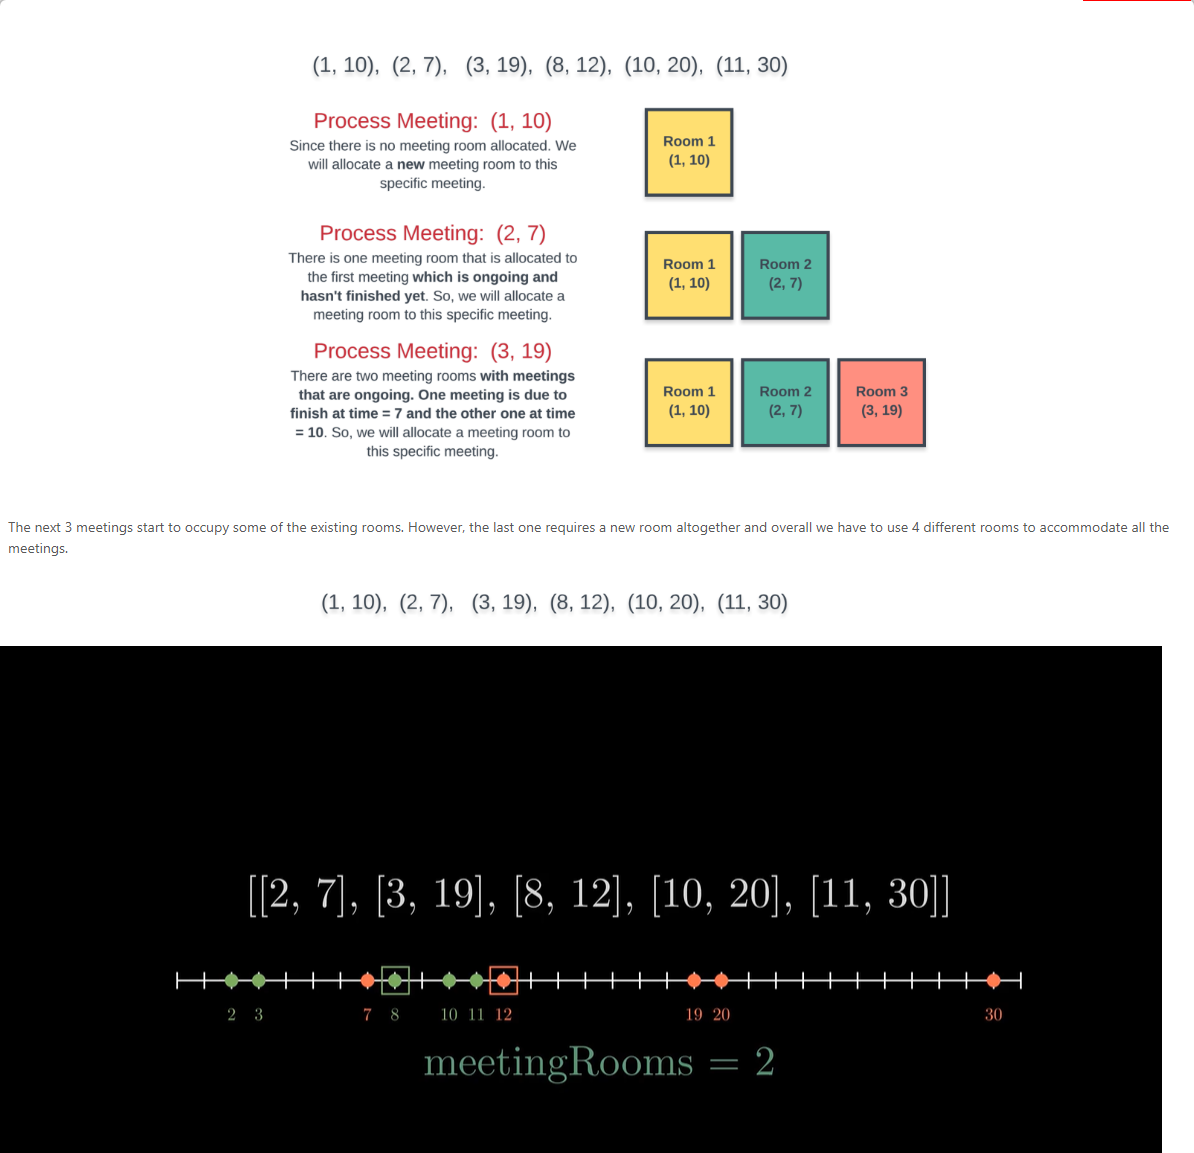 (1, 10), (2, 7), (3, 19), (8, 12), (10, 20), (11, 30)
Process Meeting: (1, 10)
Since there is no meeting room allocated. We
will allocate a new meeting room to this
specific meeting.
Room 1
(1, 10)
Process Meeting: (2, 7)
There is one meeting room that is allocated to
the first meeting which is ongoing and
hasn't finished yet. So, we will allocate a
meeting room to this specific meeting.
Room 1
(1, 10)
Room 2
(2, 7)
Process Meeting: (3, 19)
There are two meeting rooms with meetings
that are ongoing. One meeting is due to
finish at time = 7 and the other one at time
= 10. So, we will allocate a meeting room to
this specific meeting.
Room 1
(1, 10)
Room 2
(2, 7)
Room 3
(3, 19)
The next 3 meetings start to occupy some of the existing rooms. However, the last one requires a new room altogether and overall we have to use 4 different rooms to accommodate all the
meetings.
(1, 10), (2, 7), (3, 19), (8, 12), (10, 20), (11, 30)
[[2, 7], [3, 19], [8, 12], [10, 20], [11, 30]]
2 3 7 8 10 11 12 19 20 30
meetingRooms = 2